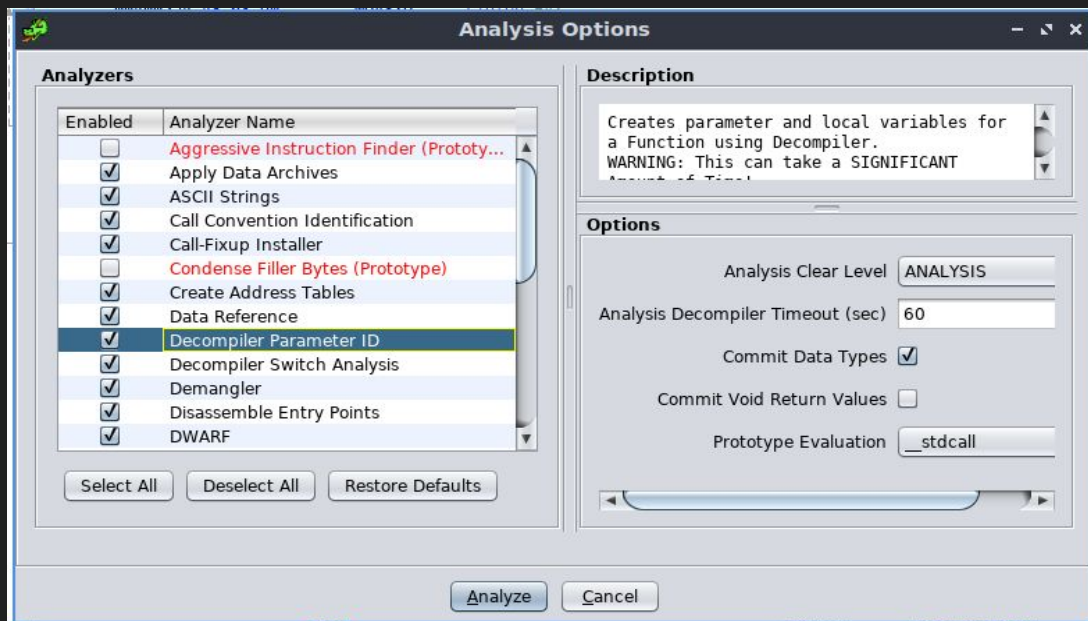 Analysis Options
Analyzers
Enabled Analyzer Name
Aggressive Instruction Finder (Prototy...
Apply Data Archives
ASCII Strings
Call Convention Identification
Call-Fixup Installer
Condense Filler Bytes (Prototype)
Create Address Tables
Data Reference
Decompiler Parameter ID
Decompiler Switch Analysis
Demangler
Disassemble Entry Points
DWARF
Select All Deselect All Restore Defaults
Description
Creates parameter and local variables for
a Function using Decompiler.
WARNING: This can take a SIGNIFICANT
Amount of Time!
Options
Analysis Clear Level ANALYSIS
Analysis Decompiler Timeout (sec) 60
Commit Data Types
Commit Void Return Values
Prototype Evaluation __stdcall
Analyze Cancel